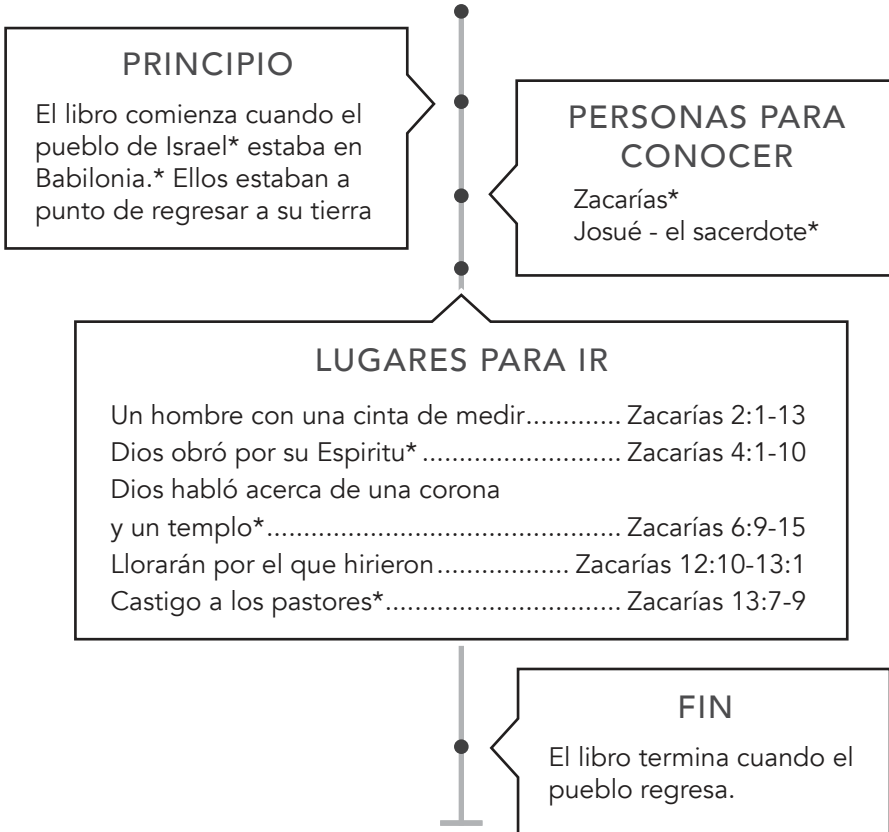 PRINCIPIO
El libro comienza cuando el
pueblo de Israel* estaba en
Babilonia.* Ellos estaban a
punto de regresar a su tierra
PERSONAS PARA
CONOCER
Zacarías*
Josué - el sacerdote*
LUGARES PARA IR
Un hombre con una cinta de medir............. Zacarías 2:1-13
Dios obró por su Espiritu* ....................... Zacarías 4:1-10
Dios habló acerca de una corona
y un templo*......................................... Zacarías 6:9-15
Llorarán por el que hirieron............... Zacarías 12:10-13:1
Castigo a los pastores*........................... Zacarías 13:7-9
FIN
El libro termina cuando el
pueblo regresa.